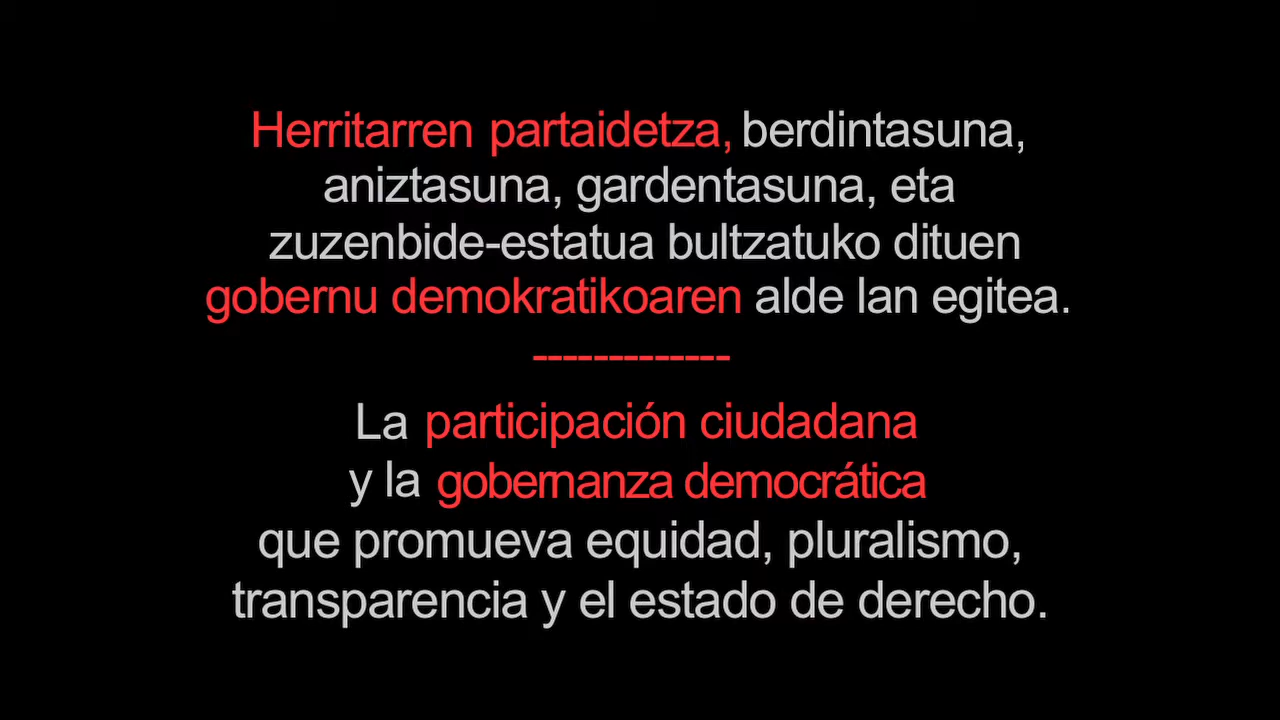 Herritarren partaidetza, berdintasuna,
aniztasuna, gardentasuna, eta
zuzenbide-estatua bultzatuko dituen
gobernu demokratikoaren alde lan egitea.
-------------
La participación ciudadana
y la gobernanza democrática
que promueva equidad, pluralismo,
transparencia y el estado de derecho.